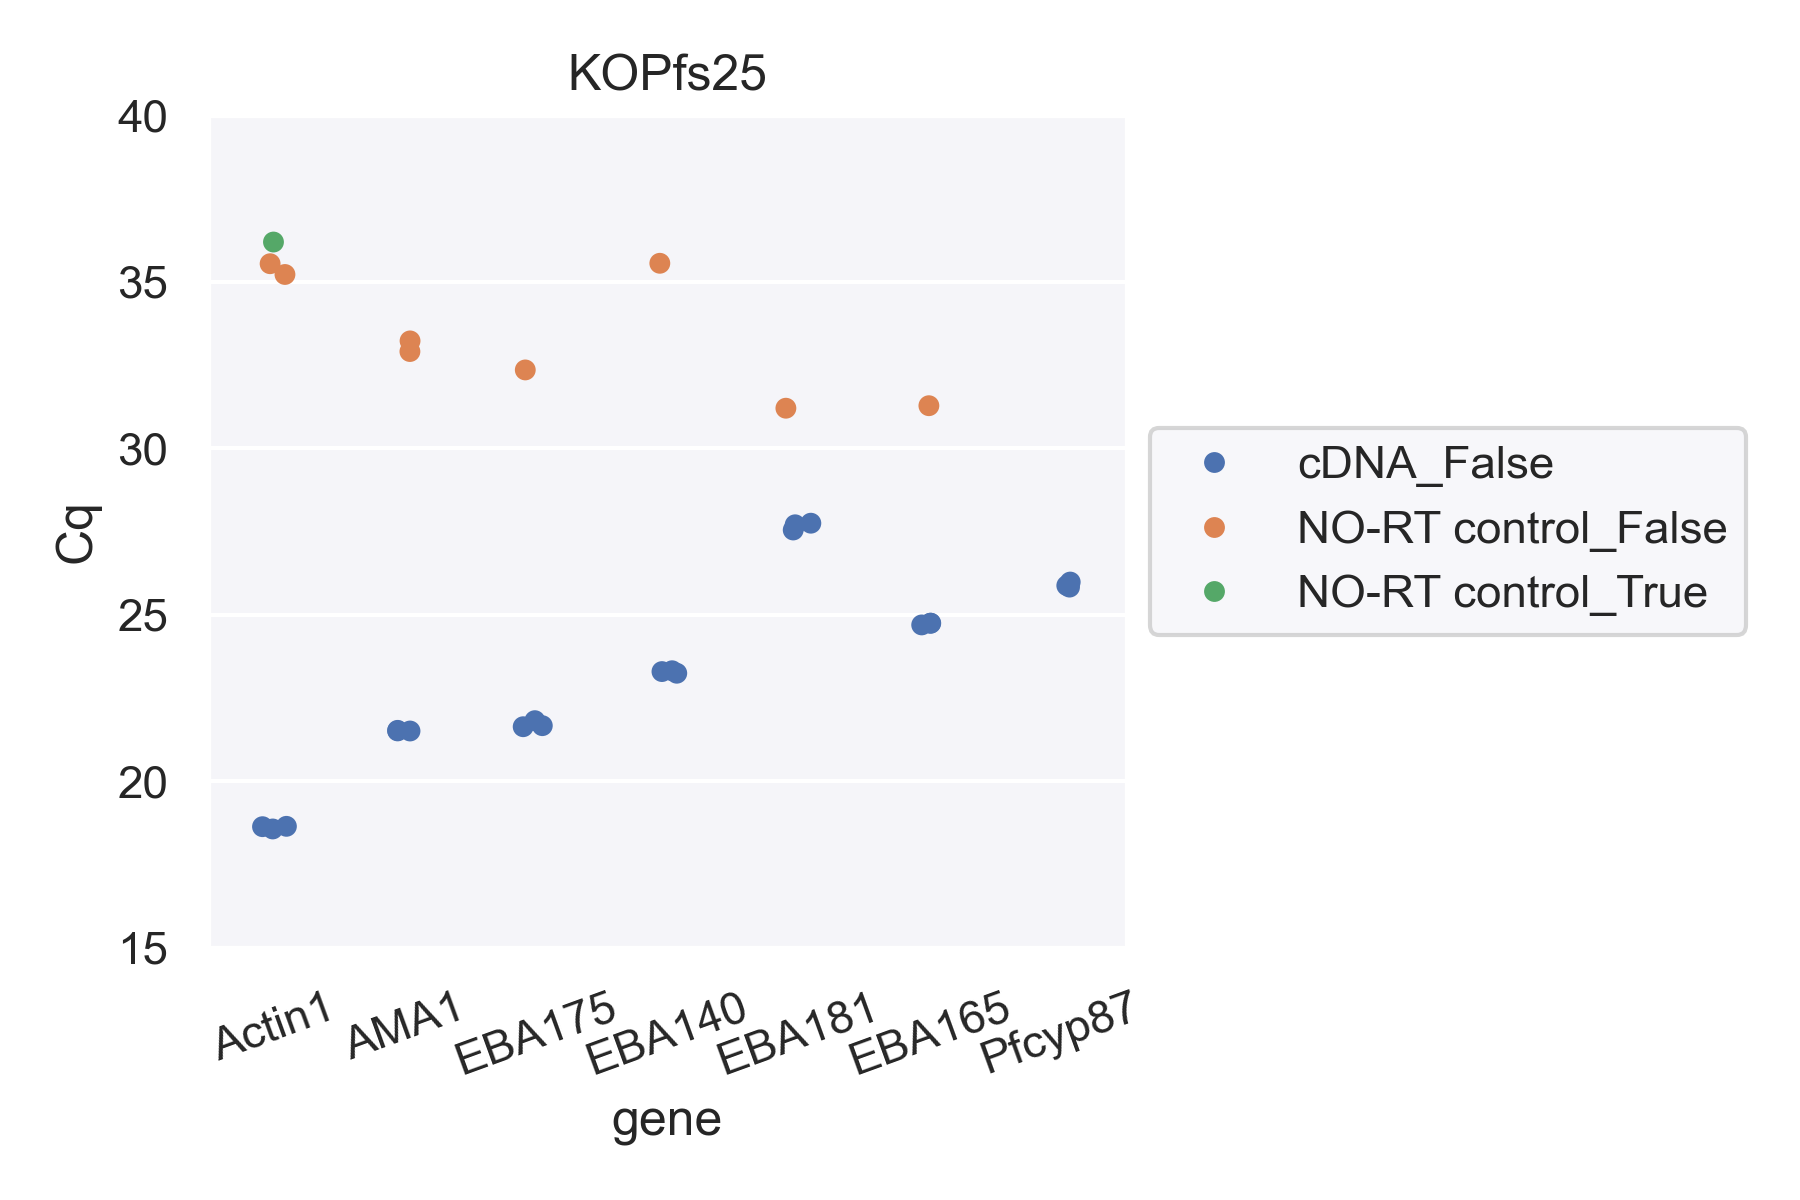 KOPfs25
40
35
30
25
20
15
Cq
Actin1
AMA1
EBA175
EBA140
EBA181
EBA165
Pfcyp87
gene
cDNA_False
NO-RT control_False
NO-RT control_True